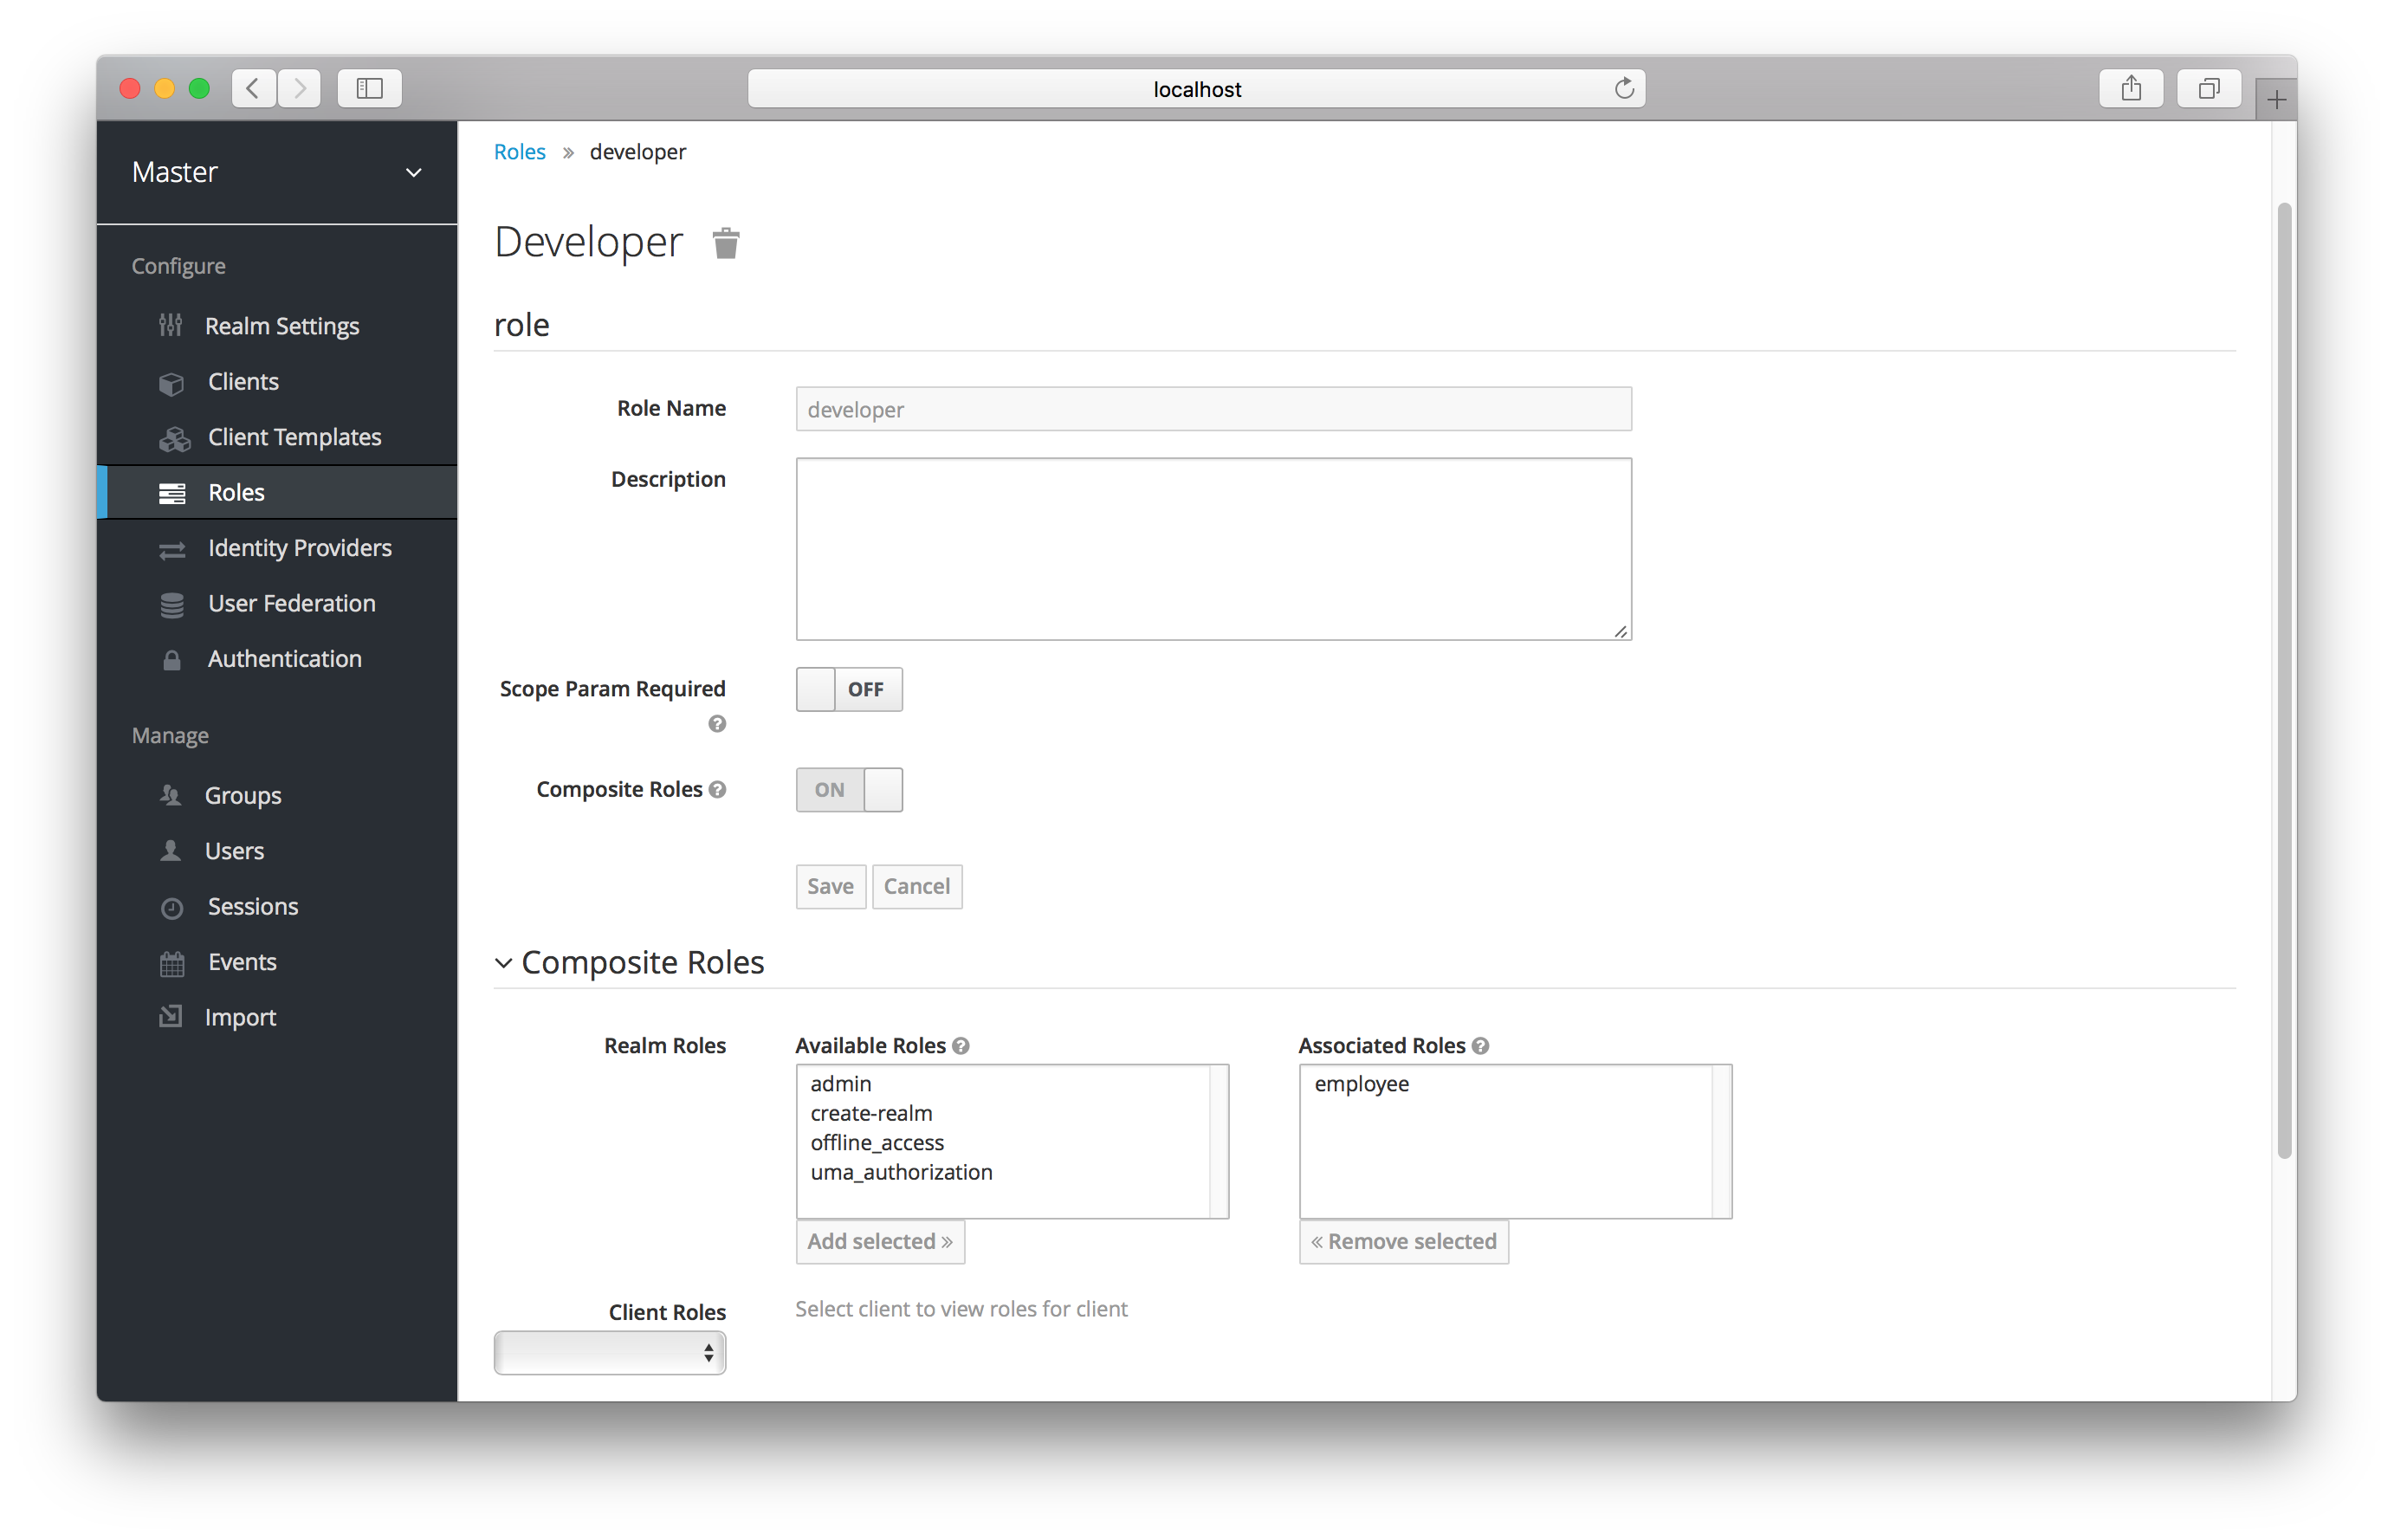 localhost
Master
Configure
Realm Settings
Clients
Client Templates
Roles
Identity Providers
User Federation
Authentication
Manage
Groups
Users
Sessions
Events
Import
Roles » developer
Developer
role
Role Name developer
Description
Scope Param Required OFF
Composite Roles ON
Save Cancel
Composite Roles
Realm Roles Available Roles Associated Roles
admin employee
create-realm
offline_access
uma_authorization
Add selected » « Remove selected
Client Roles Select client to view roles for client